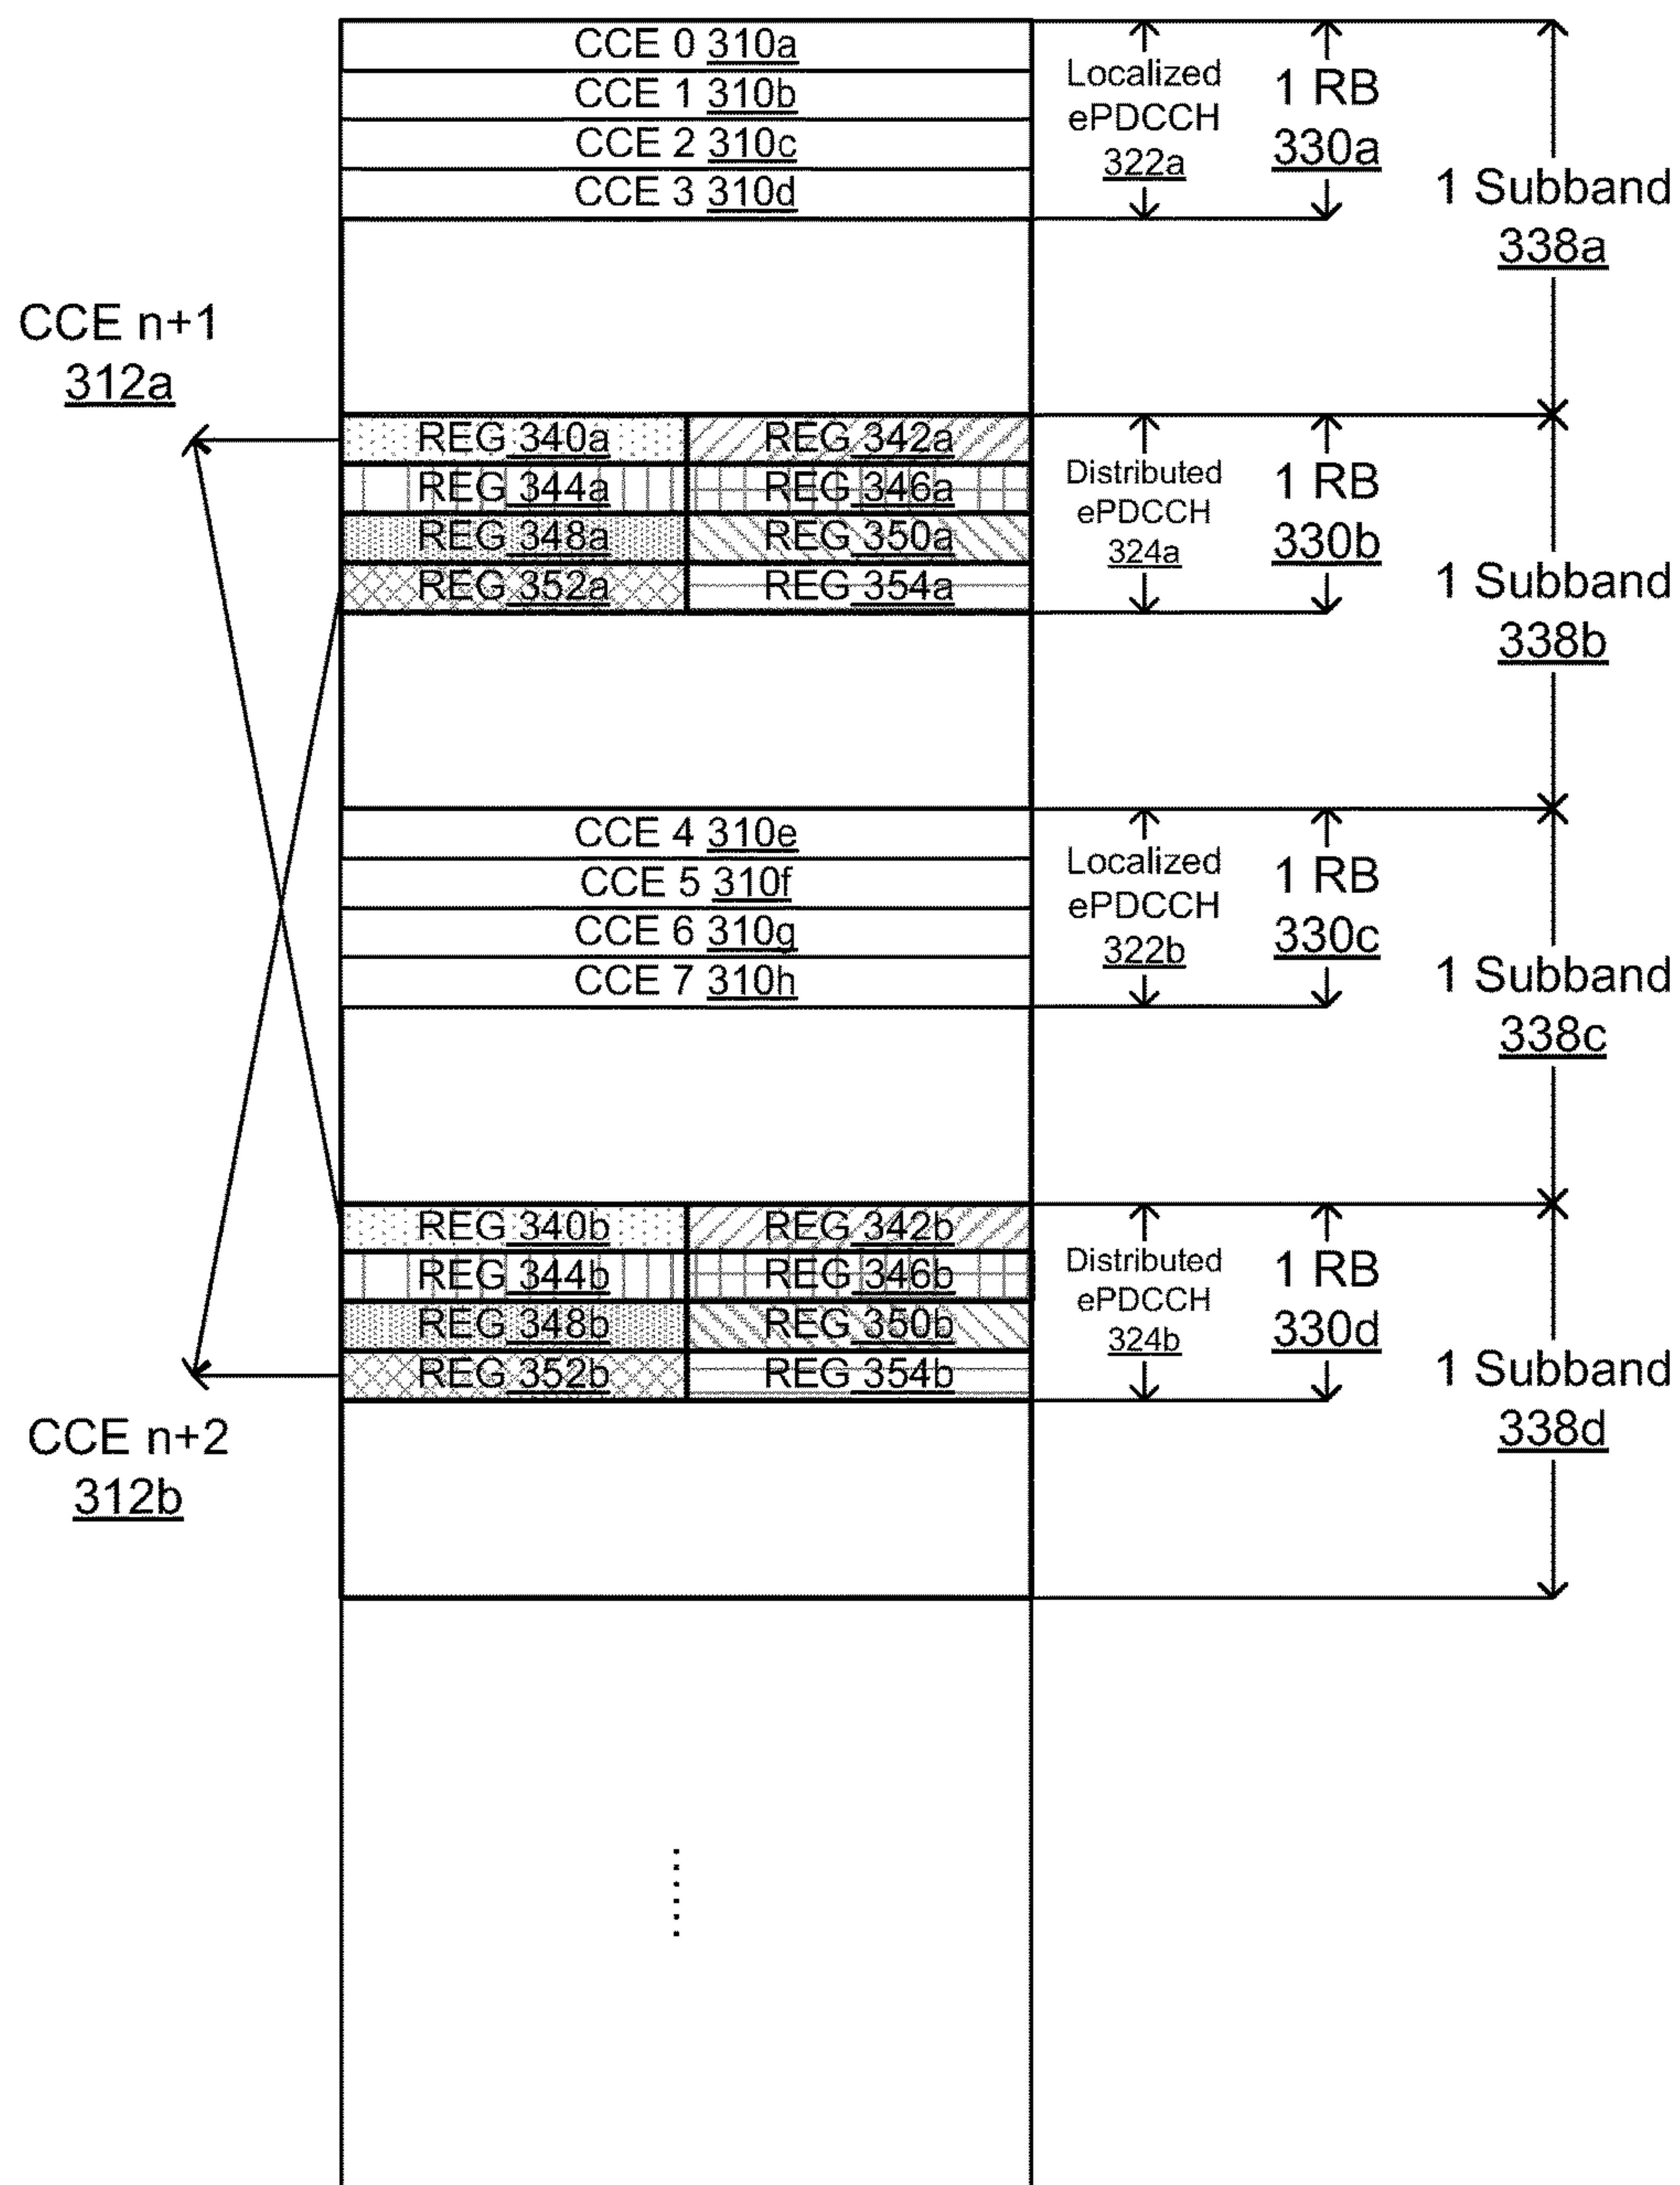 CCE 0 310a
CCE 1 310b
CCE 2 310c
CCE 3 310d
Localized
ePDCCH
322a
1 RB
330a
1 Subband
338a
CCE n+1
312a
REG 340a
REG 342a
REG 344a
REG 346a
REG 348a
REG 350a
REG 352a
REG 354a
Distributed
ePDCCH
324a
1 RB
330b
1 Subband
338b
CCE 4 310e
CCE 5 310f
CCE 6 310g
CCE 7 310h
Localized
ePDCCH
322b
1 RB
330c
1 Subband
338c
REG 340b
REG 342b
REG 344b
REG 346b
REG 348b
REG 350b
REG 352b
REG 354b
Distributed
ePDCCH
324b
1 RB
330d
1 Subband
338d
CCE n+2
312b